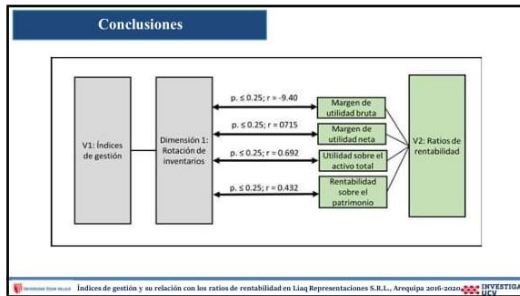 Conclusiones
V1: Índices
de gestión
Dimensión 1:
Rotación de
inventarios
p. ≤ 0.25; r = -9.40
Margen de
utilidad bruta
p. ≤ 0.25; r = 0715
Margen de
utilidad neta
p. ≤ 0.25; r = 0.692
Utilidad sobre el
activo total
p. ≤ 0.25; r = 0.432
Rentabilidad
sobre el
patrimonio
V2: Ratios de
rentabilidad
Universidad César Vallejo
Índices de gestión y su relación con los ratios de rentabilidad en Liaq Representaciones S.R.L., Arequipa 2016-2020
INVESTIGA
UCV